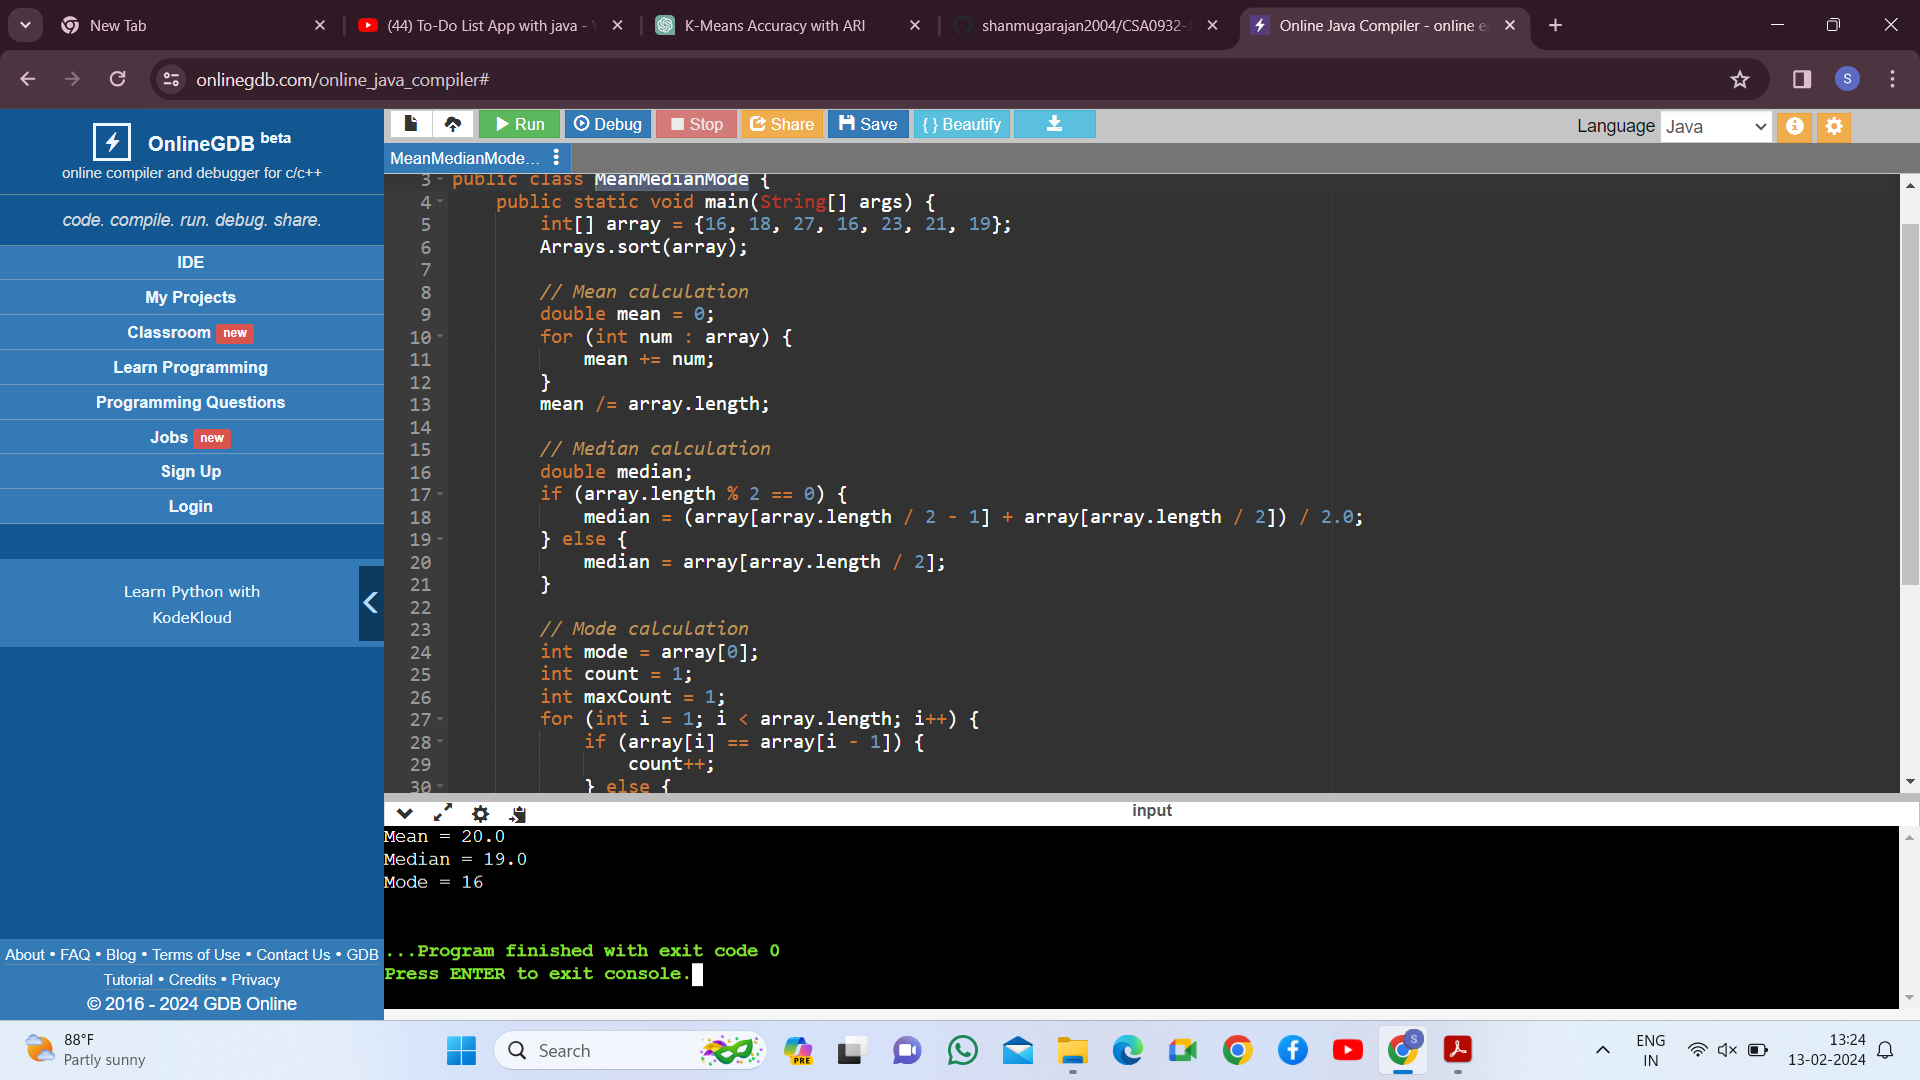 New Tab
(44) To-Do List App with java -
K-Means Accuracy with ARI
shanmugarajan2004/CSA0932-
Online Java Compiler - online e
onlinegdb.com/online_java_compiler#
S
OnlineGDB beta
online compiler and debugger for c/c++
code. compile. run. debug. share.
IDE
My Projects
Classroom new
Learn Programming
Programming Questions
Jobs new
Sign Up
Login
Learn Python with
KodeKloud
About • FAQ • Blog • Terms of Use • Contact Us • GDB
Tutorial • Credits • Privacy
© 2016 - 2024 GDB Online
Run Debug Stop Share Save { } Beautify
Language Java
MeanMedianMode...
3 public class MeanMedianMode {
4     public static void main(String[] args) {
5         int[] array = {16, 18, 27, 16, 23, 21, 19};
6         Arrays.sort(array);
7
8         // Mean calculation
9         double mean = 0;
10         for (int num : array) {
11             mean += num;
12         }
13         mean /= array.length;
14
15         // Median calculation
16         double median;
17         if (array.length % 2 == 0) {
18             median = (array[array.length / 2 - 1] + array[array.length / 2]) / 2.0;
19         } else {
20             median = array[array.length / 2];
21         }
22
23         // Mode calculation
24         int mode = array[0];
25         int count = 1;
26         int maxCount = 1;
27         for (int i = 1; i < array.length; i++) {
28             if (array[i] == array[i - 1]) {
29                 count++;
30             } else {
input
Mean = 20.0
Median = 19.0
Mode = 16
...Program finished with exit code 0
Press ENTER to exit console.
88°F
Partly sunny
Search
PRE
S
ENG
IN
13:24
13-02-2024